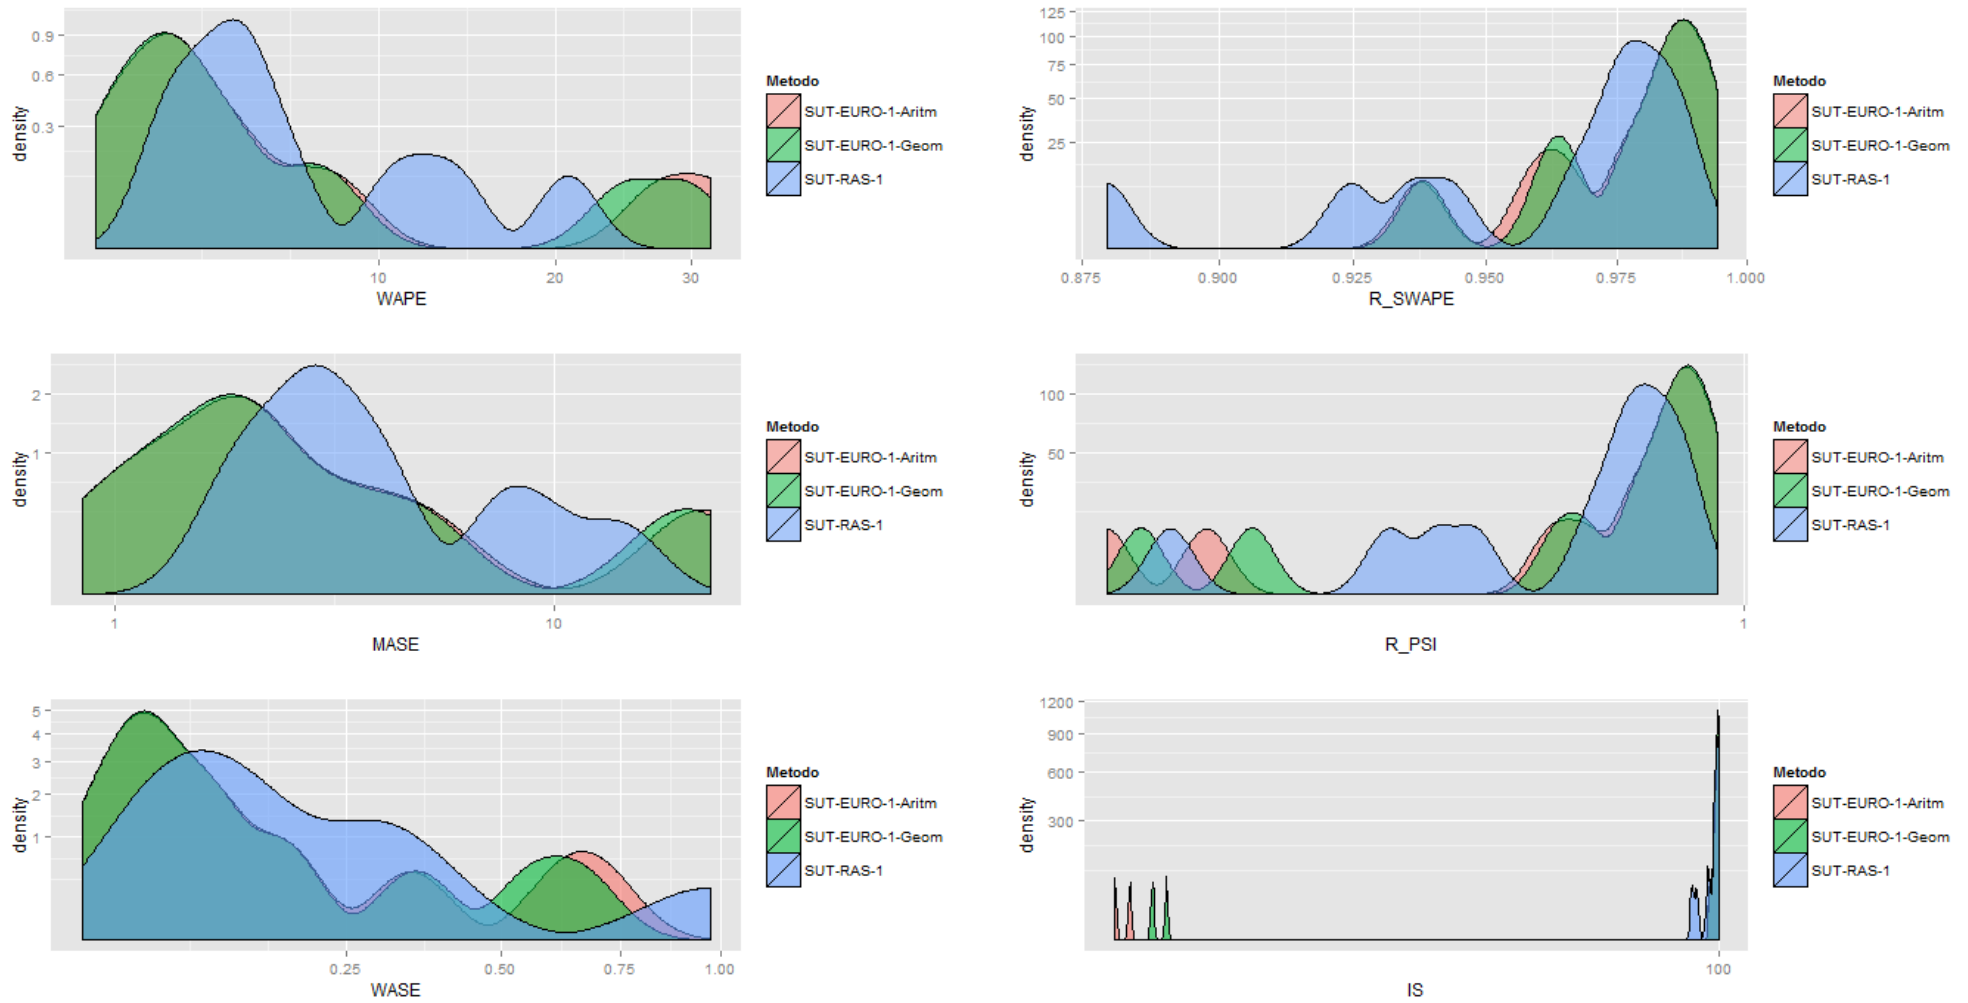 0.9
0.6
0.3
density
10
20
30
WAPE
Metodo
SUT-EURO-1-Aritm
SUT-EURO-1-Geom
SUT-RAS-1
125
100
75
50
25
density
0.875
0.900
0.925
0.950
0.975
1.000
R_SWAPE
Metodo
SUT-EURO-1-Aritm
SUT-EURO-1-Geom
SUT-RAS-1
2
1
density
1
10
MASE
Metodo
SUT-EURO-1-Aritm
SUT-EURO-1-Geom
SUT-RAS-1
100
50
density
1
R_PSI
Metodo
SUT-EURO-1-Aritm
SUT-EURO-1-Geom
SUT-RAS-1
5
4
3
2
1
density
0.25
0.50
0.75
1.00
WASE
Metodo
SUT-EURO-1-Aritm
SUT-EURO-1-Geom
SUT-RAS-1
1200
900
600
300
density
100
IS
Metodo
SUT-EURO-1-Aritm
SUT-EURO-1-Geom
SUT-RAS-1